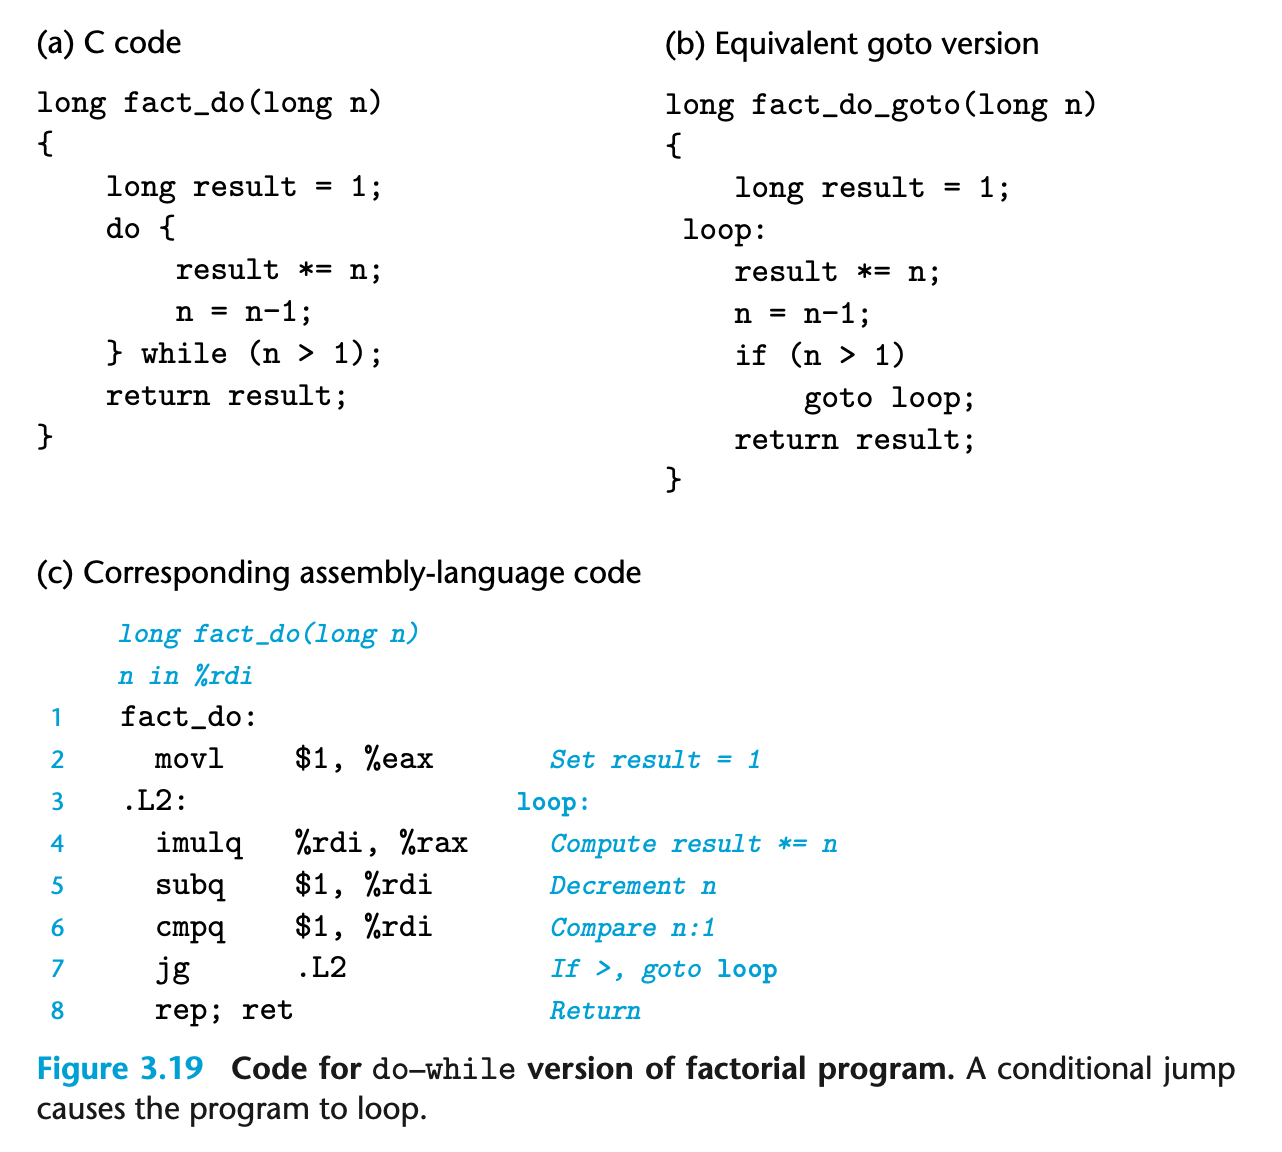 (a) C code
long fact_do(long n)
{
    long result = 1;
    do {
        result *= n;
        n = n-1;
    } while (n > 1);
    return result;
}
(b) Equivalent goto version
long fact_do_goto(long n)
{
    long result = 1;
 loop:
    result *= n;
    n = n-1;
    if (n > 1)
        goto loop;
    return result;
}
(c) Corresponding assembly-language code
long fact_do(long n)
n in %rdi
1 fact_do:
2   movl $1, %eax Set result = 1
3 .L2: loop:
4   imulq %rdi, %rax Compute result *= n
5   subq $1, %rdi Decrement n
6   cmpq $1, %rdi Compare n:1
7   jg .L2 If >, goto loop
8   rep; ret Return
Figure 3.19 Code for do–while version of factorial program. A conditional jump
causes the program to loop.